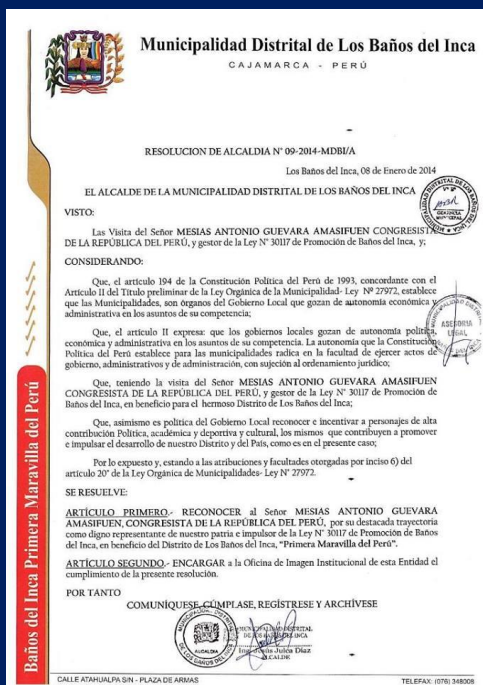 Municipalidad Distrital de Los Baños del Inca
CAJAMARCA - PERÚ
RESOLUCION DE ALCALDIA N° 09-2014-MDBI/A
Los Baños del Inca, 08 de Enero de 2014
EL ALCALDE DE LA MUNICIPALIDAD DISTRITAL DE LOS BAÑOS DEL INCA
VISTO:
Las Visita del Señor MESIAS ANTONIO GUEVARA AMASIFUEN CONGRESISTA
DE LA REPÚBLICA DEL PERÚ, y gestor de la Ley N° 30117 de Promoción de Baños del Inca, y;
CONSIDERANDO:
Que, el artículo 194 de la Constitución Política del Perú de 1993, concordante con el
Artículo II del Título preliminar de la Ley Orgánica de la Municipalidad- Ley Nº 27972, establece
que las Municipalidades, son órganos del Gobierno Local que gozan de autonomía económica y
administrativa en los asuntos de su competencia;
Que, el artículo II expresa: que los gobiernos locales gozan de autonomía política,
económica y administrativa en los asuntos de su competencia. La autonomía que la Constitución
Política del Perú establece para las municipalidades radica en la facultad de ejercer actos de
gobierno, administrativos y de administración, con sujeción al ordenamiento jurídico;
Que, teniendo la visita del Señor MESIAS ANTONIO GUEVARA AMASIFUEN
CONGRESISTA DE LA REPÚBLICA DEL PERÚ, y gestor de la Ley N° 30117 de Promoción de
Baños del Inca, en beneficio para el hermoso Distrito de Los Baños del Inca;
Que, asimismo es política del Gobierno Local reconocer e incentivar a personajes de alta
contribución Política, académica y deportiva y cultural, los mismos que contribuyen a promover
e impulsar el desarrollo de nuestro Distrito y del País, como es en el presente caso;
Por lo expuesto y, estando a las atribuciones y facultades otorgadas por inciso 6) del
artículo 20° de la Ley Orgánica de Municipalidades- Ley N° 27972.
SE RESUELVE:
ARTÍCULO PRIMERO.- RECONOCER al Señor MESIAS ANTONIO GUEVARA
AMASIFUEN, CONGRESISTA DE LA REPÚBLICA DEL PERÚ, por su destacada trayectoria
como digno representante de nuestro patria e impulsor de la Ley N° 30117 de Promoción de Baños
del Inca, en beneficio del Distrito de Los Baños del Inca, "Primera Maravilla del Perú".
ARTÍCULO SEGUNDO.- ENCARGAR a la Oficina de Imagen Institucional de esta Entidad el
cumplimiento de la presente resolución.
POR TANTO
COMUNÍQUESE, CÚMPLASE, REGÍSTRESE Y ARCHÍVESE
ALCALDIA
MUNICIPALIDAD DISTRITAL
DE LOS BAÑOS DEL INCA
Ing. Jesús Julca Díaz
ALCALDE
GERENCIA
MUNICIPAL
ASESORIA
LEGAL
Baños del Inca Primera Maravilla del Perú
CALLE ATAHUALPA S/N - PLAZA DE ARMAS
TELEFAX: (076) 348008